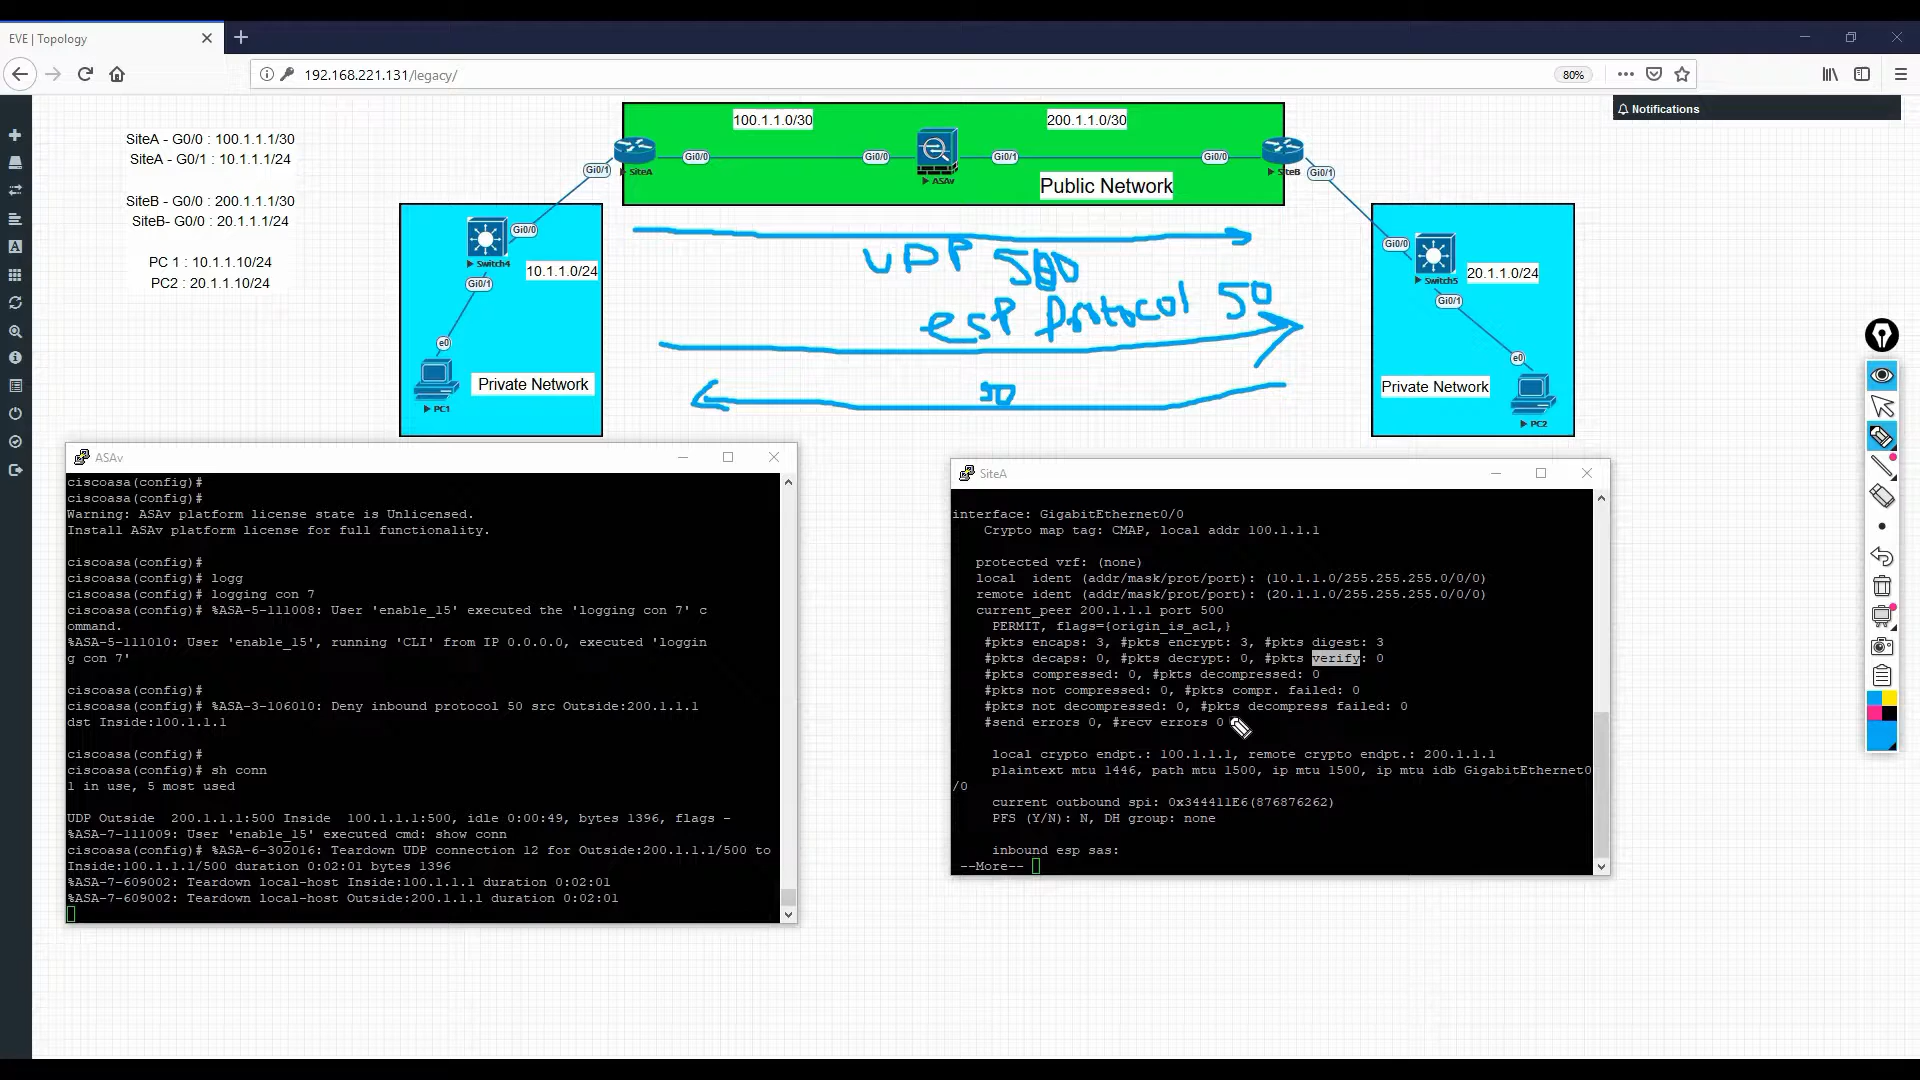 EVE | Topology
192.168.221.131/legacy/
80%
Notifications
SiteA - G0/0 : 100.1.1.1/30
SiteA - G0/1 : 10.1.1.1/24
SiteB - G0/0 : 200.1.1.1/30
SiteB- G0/0 : 20.1.1.1/24
PC 1 : 10.1.1.10/24
PC2 : 20.1.1.10/24
100.1.1.0/30
200.1.1.0/30
Gi0/1
SiteA
Gi0/0
Gi0/0
ASAv
Gi0/1
Gi0/0
SiteB
Gi0/1
Public Network
Gi0/0
Switch4
10.1.1.0/24
Gi0/1
e0
Private Network
PC1
UDP 500
esp protocol 50
50
Gi0/0
Switch5
20.1.1.0/24
Gi0/1
e0
Private Network
PC2
ASAv
ciscoasa(config)#
ciscoasa(config)#
Warning: ASAv platform license state is Unlicensed.
Install ASAv platform license for full functionality.
ciscoasa(config)#
ciscoasa(config)# logg
ciscoasa(config)# logging con 7
ciscoasa(config)# %ASA-5-111008: User 'enable_15' executed the 'logging con 7' c
ommand.
%ASA-5-111010: User 'enable_15', running 'CLI' from IP 0.0.0.0, executed 'loggin
g con 7'
ciscoasa(config)#
ciscoasa(config)# %ASA-3-106010: Deny inbound protocol 50 src Outside:200.1.1.1
dst Inside:100.1.1.1
ciscoasa(config)#
ciscoasa(config)# sh conn
1 in use, 5 most used
UDP Outside  200.1.1.1:500 Inside  100.1.1.1:500, idle 0:00:49, bytes 1396, flags -
%ASA-7-111009: User 'enable_15' executed cmd: show conn
ciscoasa(config)# %ASA-6-302016: Teardown UDP connection 12 for Outside:200.1.1.1/500 to
Inside:100.1.1.1/500 duration 0:02:01 bytes 1396
%ASA-7-609002: Teardown local-host Inside:100.1.1.1 duration 0:02:01
%ASA-7-609002: Teardown local-host Outside:200.1.1.1 duration 0:02:01
SiteA
interface: GigabitEthernet0/0
Crypto map tag: CMAP, local addr 100.1.1.1
protected vrf: (none)
local  ident (addr/mask/prot/port): (10.1.1.0/255.255.255.0/0/0)
remote ident (addr/mask/prot/port): (20.1.1.0/255.255.255.0/0/0)
current_peer 200.1.1.1 port 500
PERMIT, flags={origin_is_acl,}
#pkts encaps: 3, #pkts encrypt: 3, #pkts digest: 3
#pkts decaps: 0, #pkts decrypt: 0, #pkts verify: 0
#pkts compressed: 0, #pkts decompressed: 0
#pkts not compressed: 0, #pkts compr. failed: 0
#pkts not decompressed: 0, #pkts decompress failed: 0
#send errors 0, #recv errors 0
local crypto endpt.: 100.1.1.1, remote crypto endpt.: 200.1.1.1
plaintext mtu 1446, path mtu 1500, ip mtu 1500, ip mtu idb GigabitEthernet0
/0
current outbound spi: 0x344411E6(876876262)
PFS (Y/N): N, DH group: none
inbound esp sas:
--More--